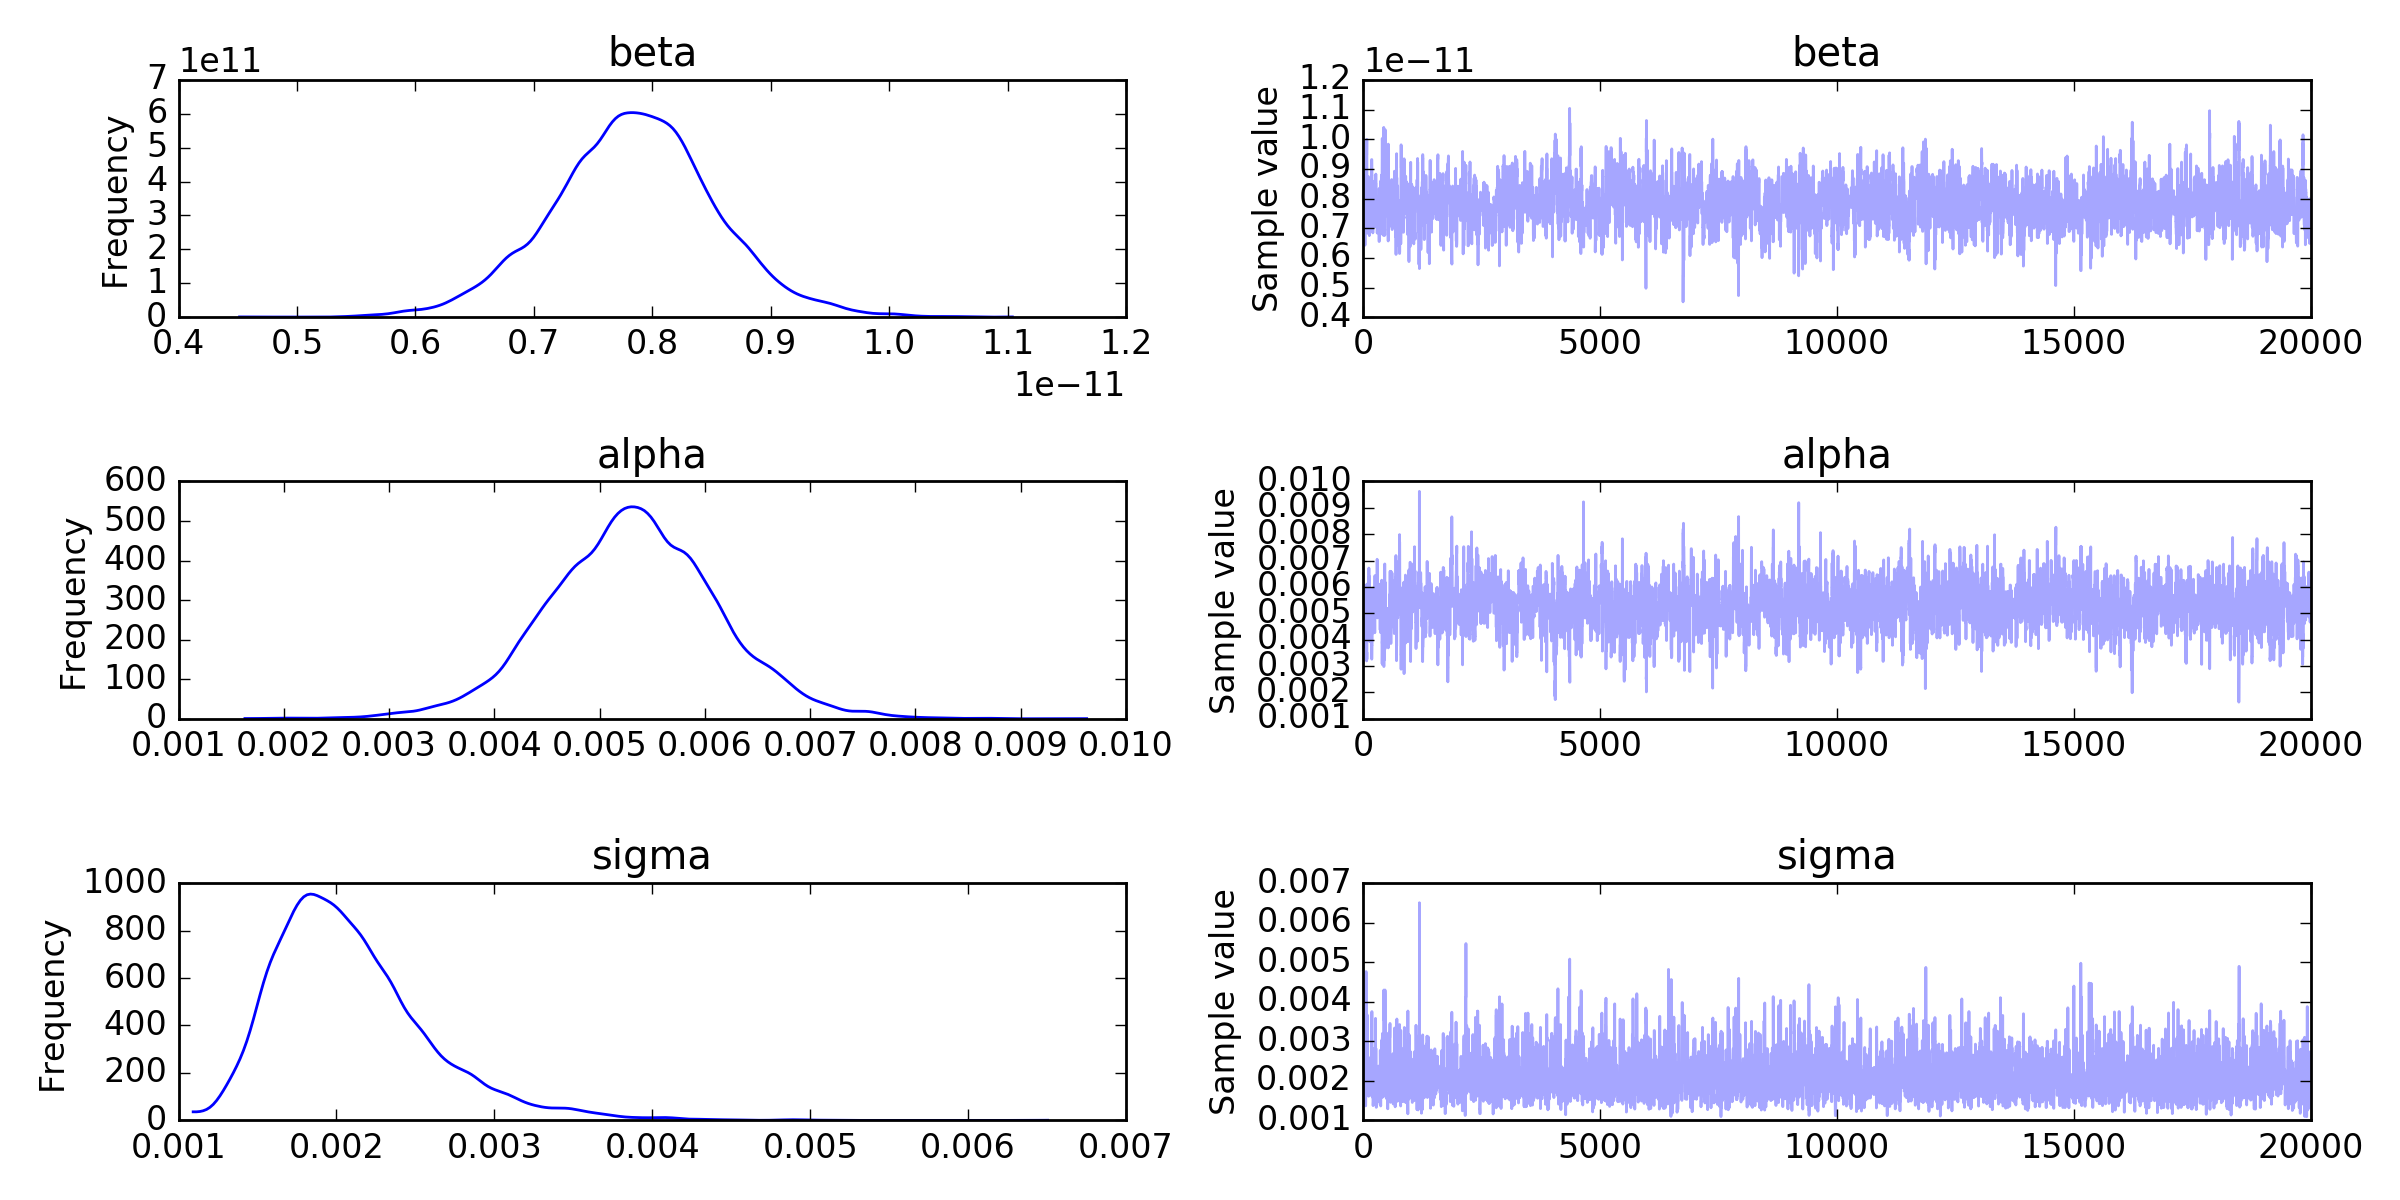 beta
1e11
7
6
5
4
3
2
1
0
Frequency
0.4 0.5 0.6 0.7 0.8 0.9 1.0 1.1 1.2
1e−11
beta
1e−11
1.2
1.1
1.0
0.9
0.8
0.7
0.6
0.5
0.4
Sample value
0 5000 10000 15000 20000
alpha
600
500
400
300
200
100
0
Frequency
0.001 0.002 0.003 0.004 0.005 0.006 0.007 0.008 0.009 0.010
alpha
0.010
0.009
0.008
0.007
0.006
0.005
0.004
0.003
0.002
0.001
Sample value
0 5000 10000 15000 20000
sigma
1000
800
600
400
200
0
Frequency
0.001 0.002 0.003 0.004 0.005 0.006 0.007
sigma
0.007
0.006
0.005
0.004
0.003
0.002
0.001
Sample value
0 5000 10000 15000 20000